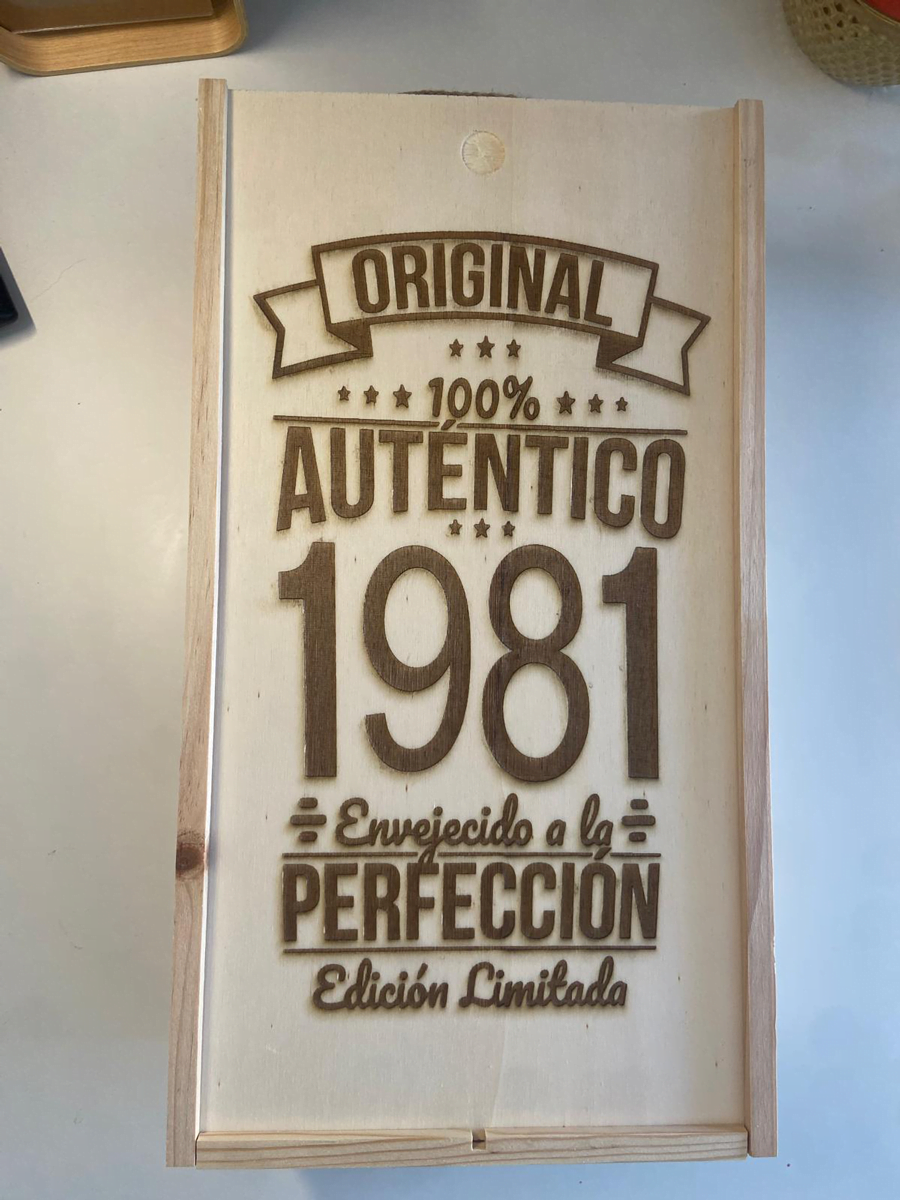 ORIGINAL
100%
AUTÉNTICO
1981
Envejecido a la
PERFECCIÓN
Edición Limitada